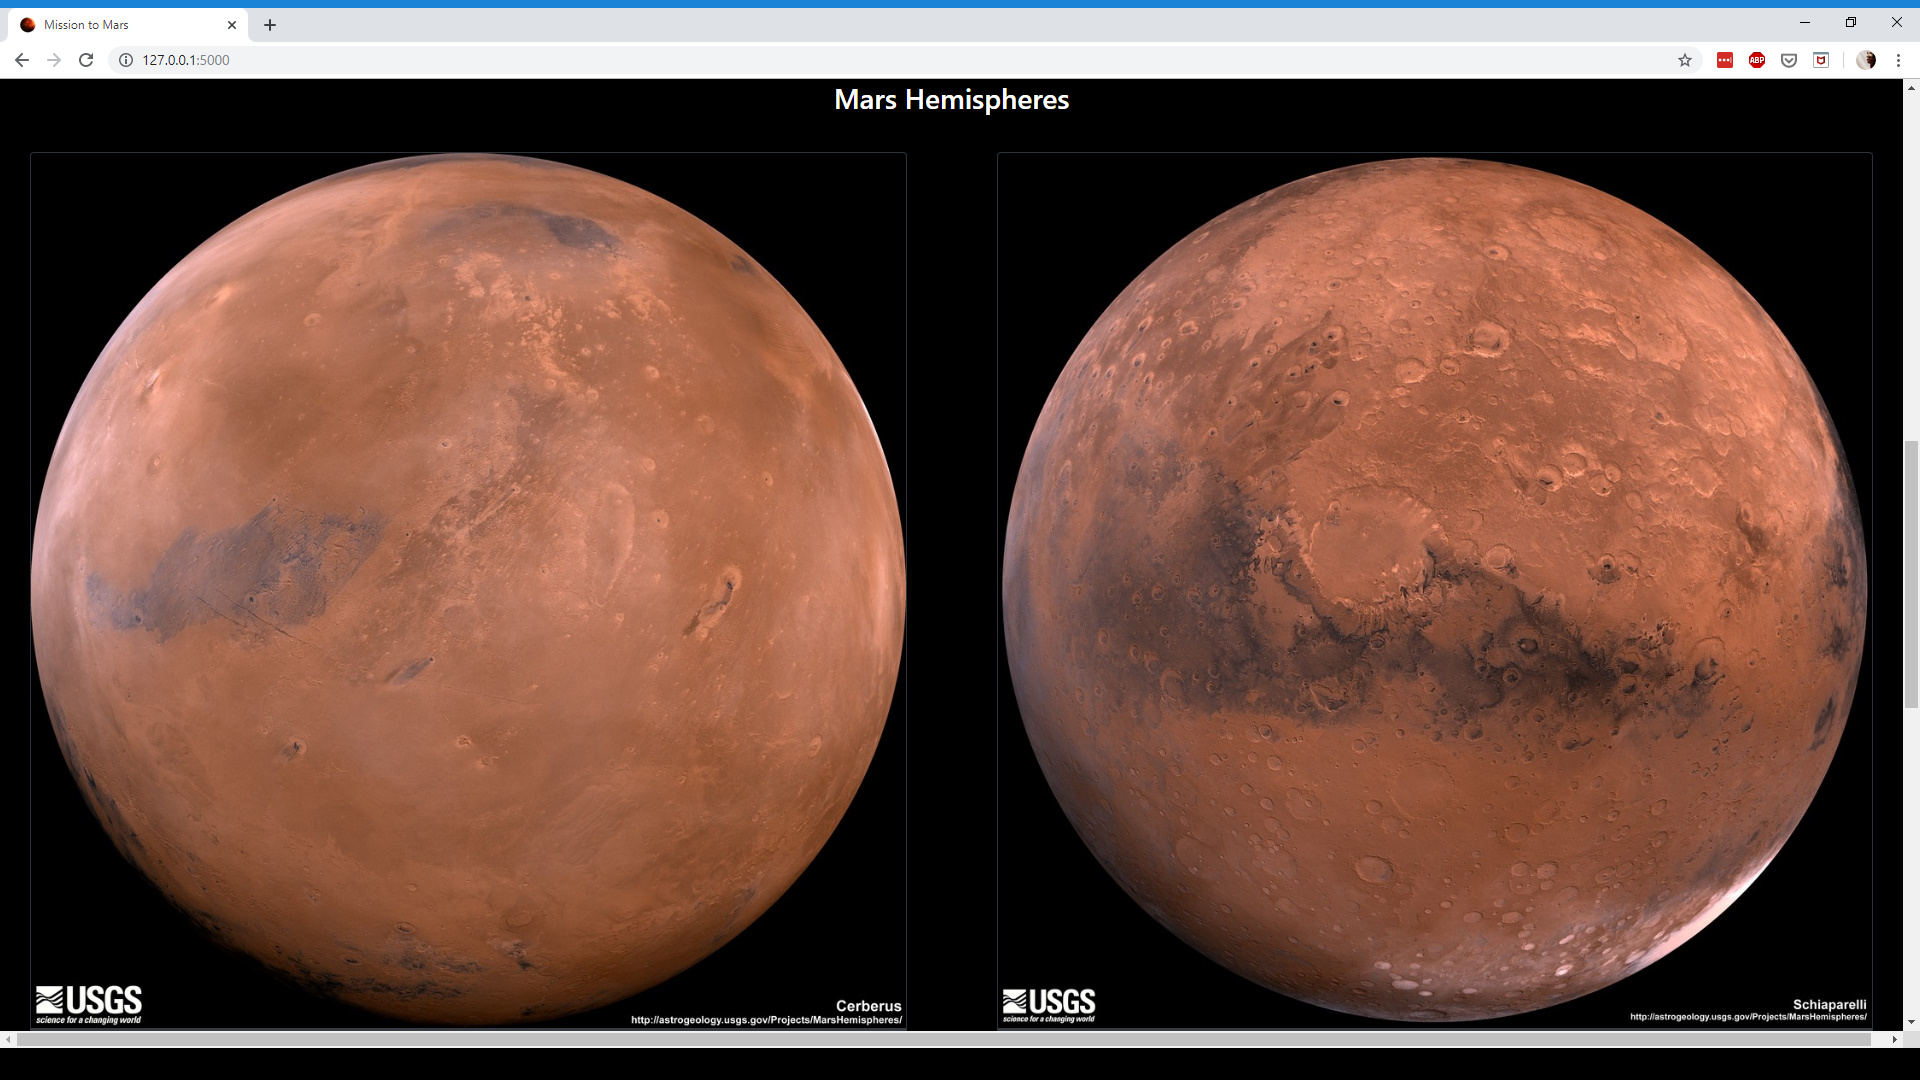 Mission to Mars
127.0.0.1:5000
ABP
Mars Hemispheres
USGS
science for a changing world
Cerberus
http://astrogeology.usgs.gov/Projects/MarsHemispheres/
USGS
science for a changing world
Schiaparelli
http://astrogeology.usgs.gov/Projects/MarsHemispheres/